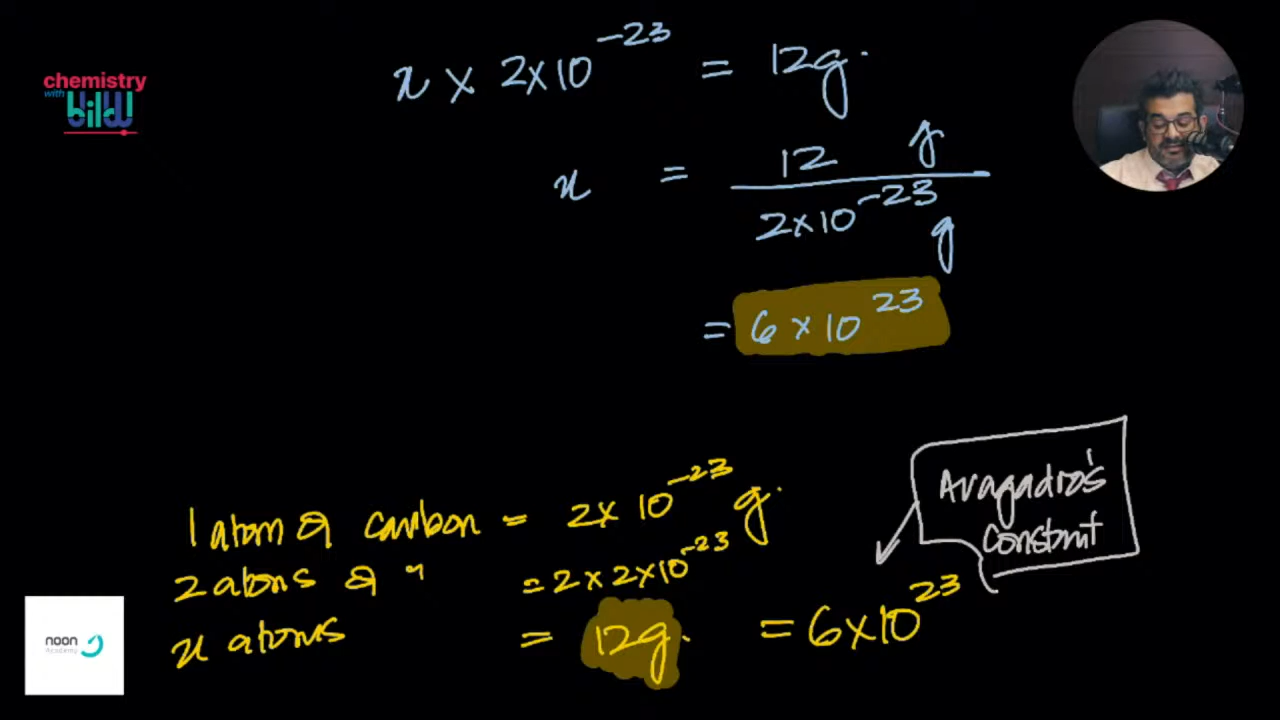 chemistry
with
bilal
x × 2×10^-23 = 12g.
x = 12 g / 2×10^-23 g
= 6×10^23
Avagadro's
Constant
1 atom of carbon = 2×10^-23 g.
2 atoms of " = 2×2×10^-23
x atoms = 12g. = 6×10^23
noon
Academy